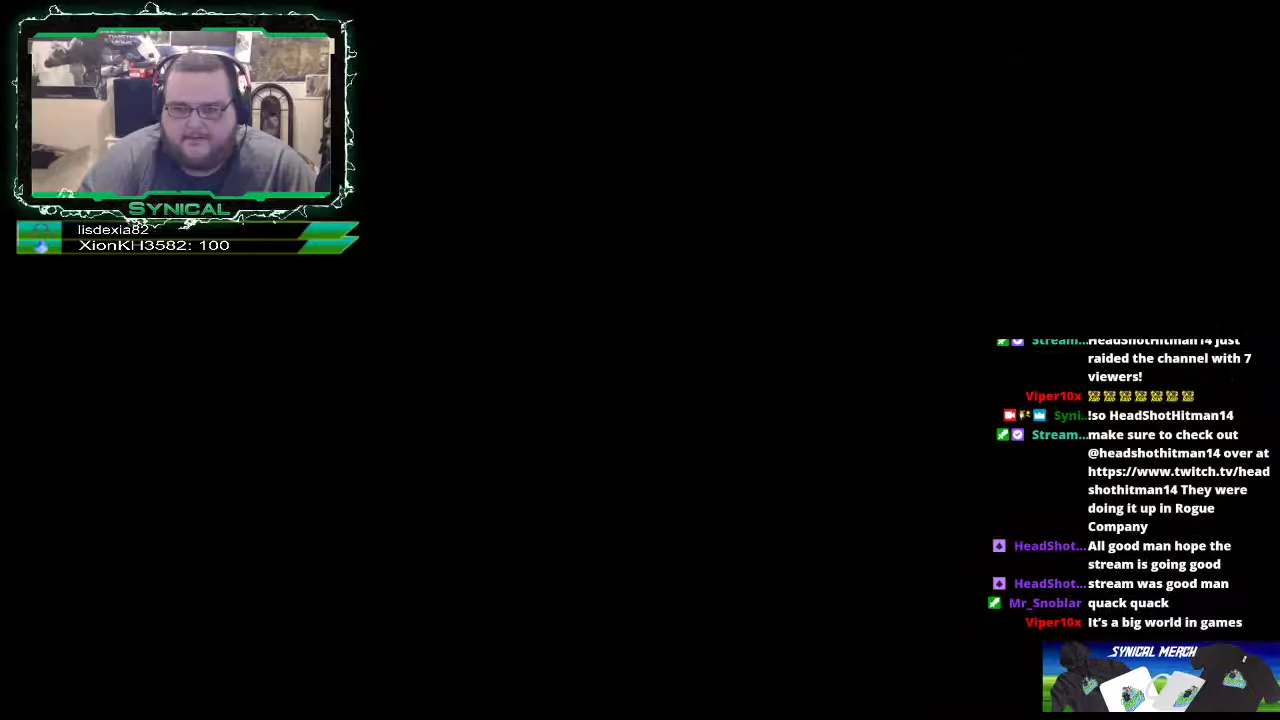 SYNICAL
lisdexia82
XionKH3582: 100
Stream... HeadShotHitman14 just
raided the channel with 7
viewers!
Viper10x
Syni.. !so HeadShotHitman14
Stream... make sure to check out
@headshothitman14 over at
https://www.twitch.tv/head
shothitman14 They were
doing it up in Rogue
Company
HeadShot... All good man hope the
stream is going good
HeadShot... stream was good man
Mr_Snobiar quack quack
Viper10x It's a big world in games
SYNICAL MERCH